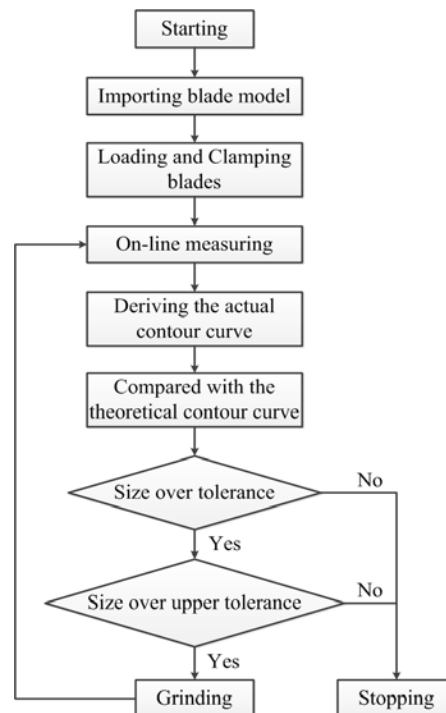 Starting
Importing blade model
Loading and Clamping
blades
On-line measuring
Deriving the actual
contour curve
Compared with the
theoretical contour curve
Size over tolerance
No
Yes
Size over upper tolerance
No
Yes
Grinding
Stopping